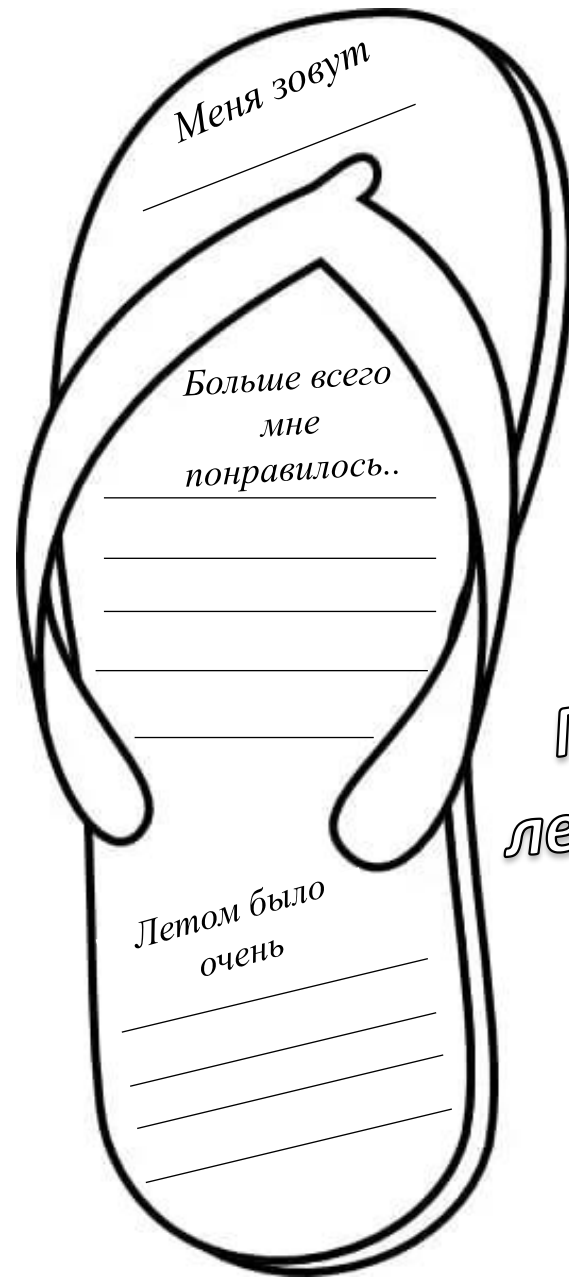 Меня зовут
Больше всего
мне
понравилось..
Летом было
очень